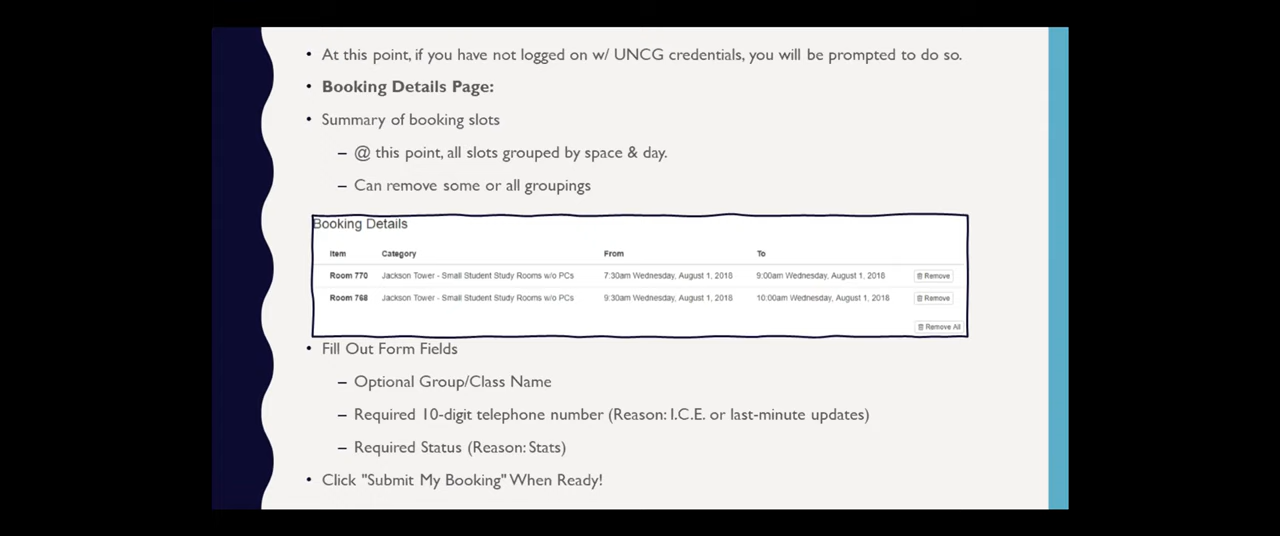 • At this point, if you have not logged on w/ UNCG credentials, you will be prompted to do so.
• Booking Details Page:
• Summary of booking slots
– @ this point, all slots grouped by space & day.
– Can remove some or all groupings
Booking Details
Item Category From To
Room 770 Jackson Tower - Small Student Study Rooms w/o PCs 7:30am Wednesday, August 1, 2018 9:00am Wednesday, August 1, 2018 Remove
Room 768 Jackson Tower - Small Student Study Rooms w/o PCs 9:30am Wednesday, August 1, 2018 10:00am Wednesday, August 1, 2018 Remove
Remove All
• Fill Out Form Fields
– Optional Group/Class Name
– Required 10-digit telephone number (Reason: I.C.E. or last-minute updates)
– Required Status (Reason: Stats)
• Click "Submit My Booking" When Ready!